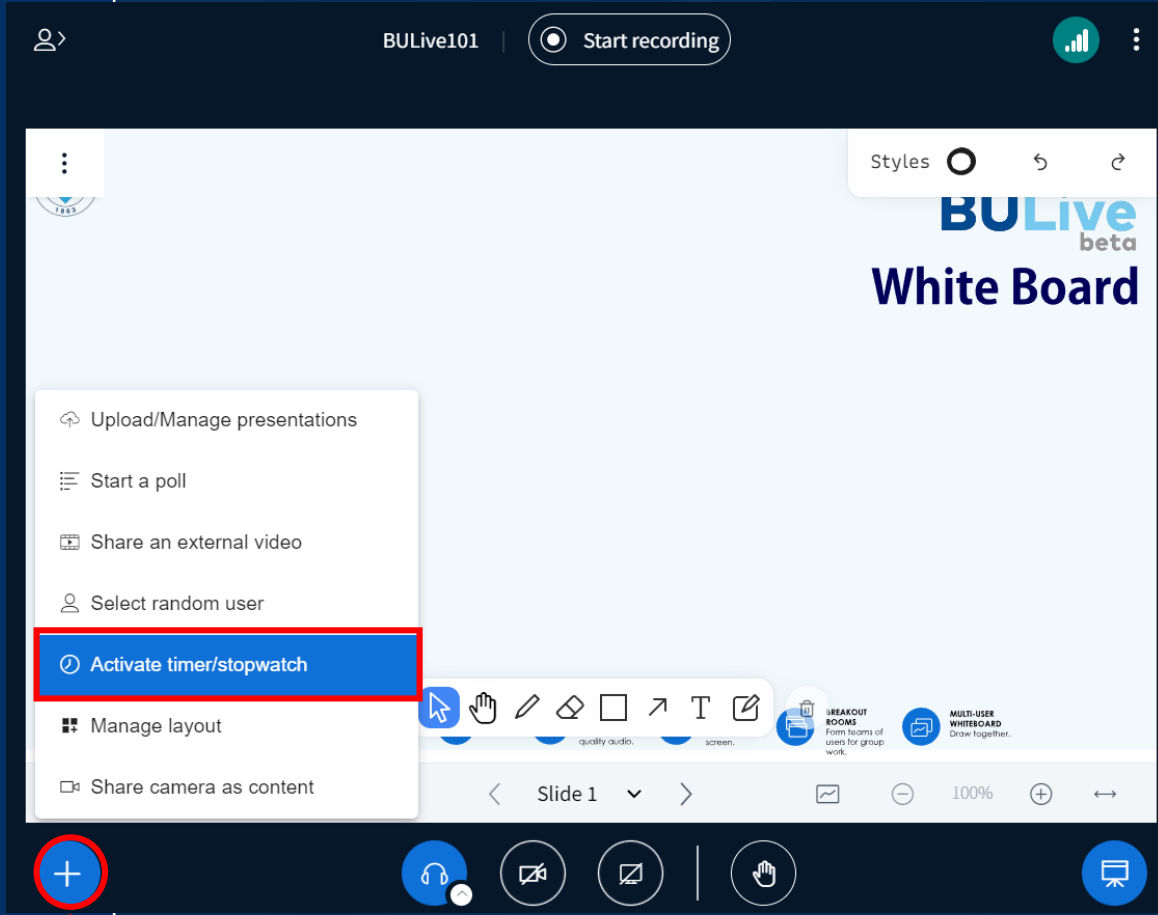 BULive101
Start recording
Styles
1863
BULive
beta
White Board
Upload/Manage presentations
Start a poll
Share an external video
Select random user
Activate timer/stopwatch
Manage layout
Share camera as content
T
quality audio.
screen.
BREAKOUT
ROOMS
Form teams of
users for group
work.
MULTI-USER
WHITEBOARD
Draw together.
Slide 1
100%